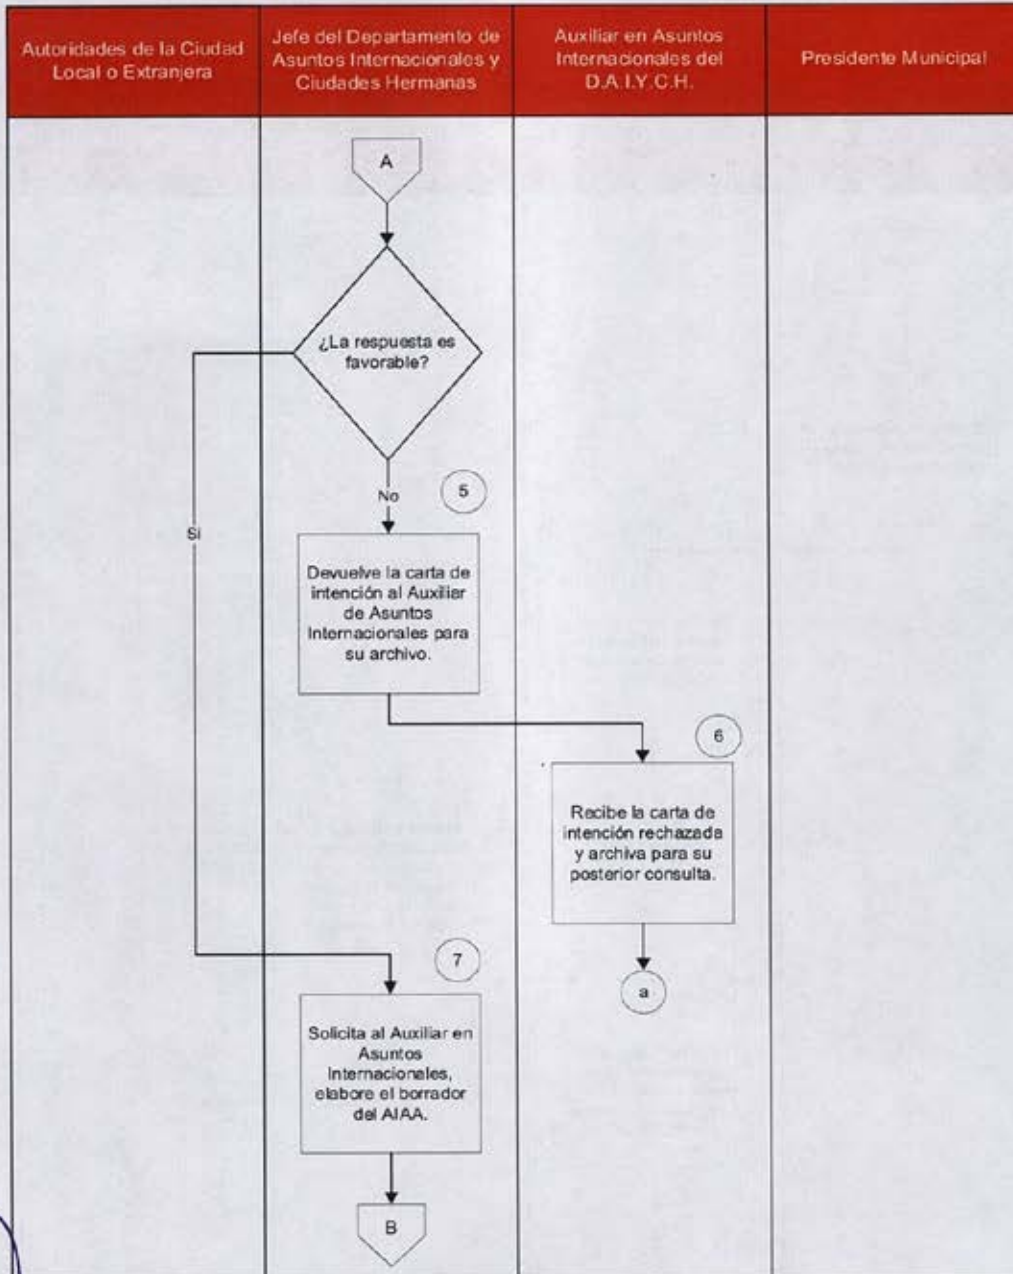 Autoridades de la Ciudad
Local o Extranjera
Jefe del Departamento de
Asuntos Internacionales y
Ciudades Hermanas
Auxiliar en Asuntos
Internacionales del
D.A.I.Y.C.H.
Presidente Municipal
A
¿La respuesta es
favorable?
No
5
Si
Devuelve la carta de
intención al Auxiliar
de Asuntos
Internacionales para
su archivo.
6
Recibe la carta de
intención rechazada
y archiva para su
posterior consulta.
a
7
Solicita al Auxiliar en
Asuntos
Internacionales,
elabore el borrador
del AIAA.
B